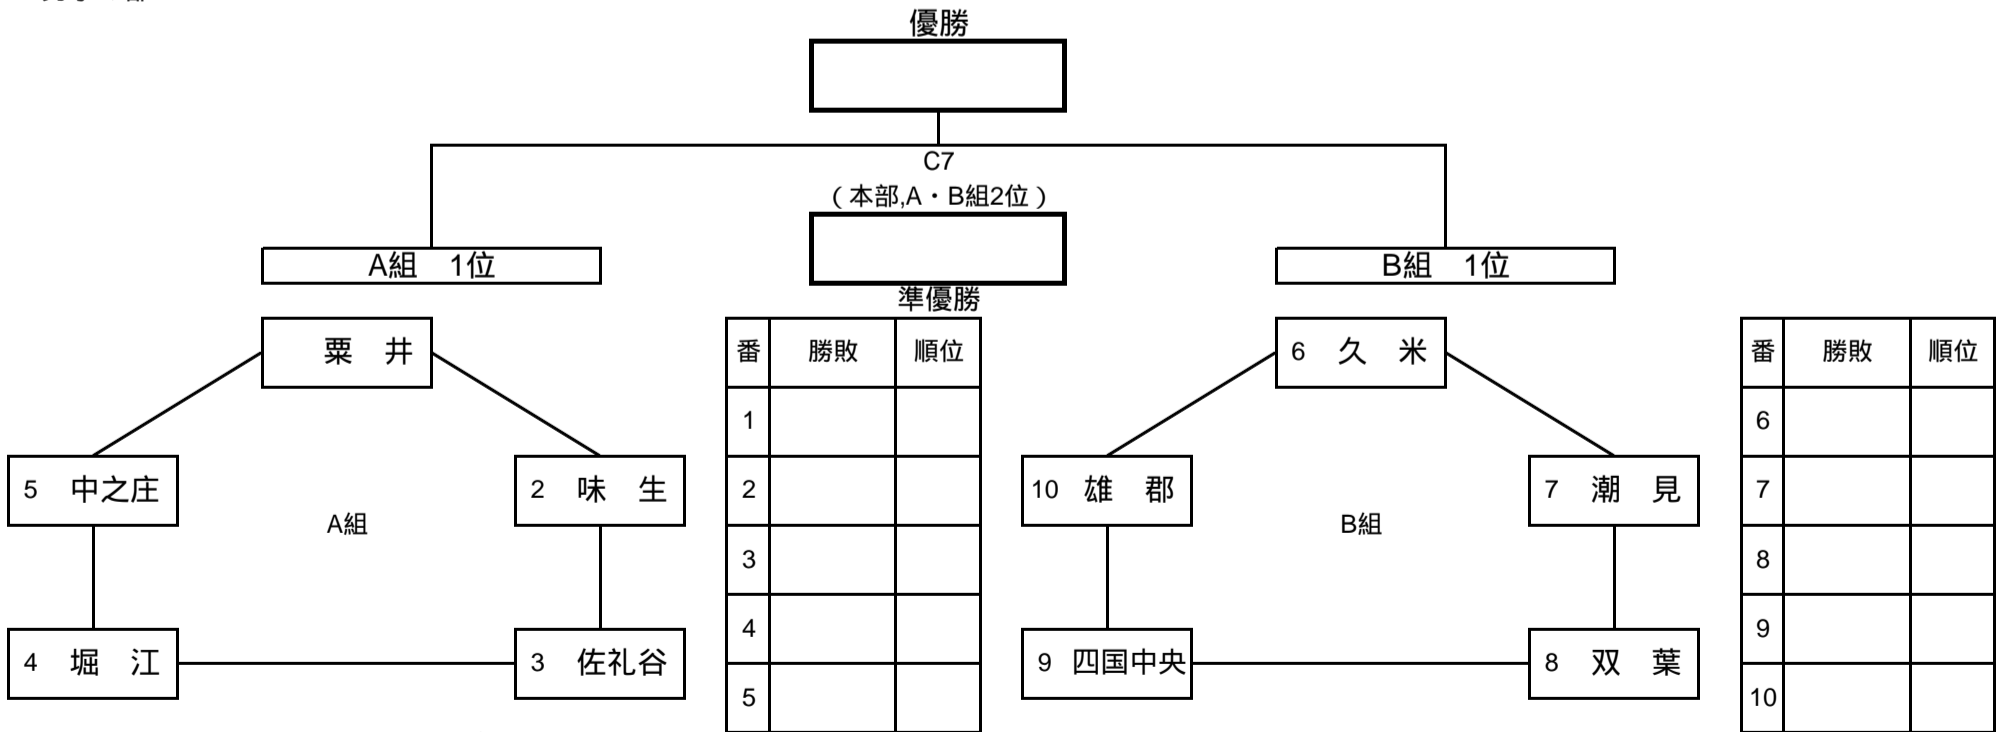 優勝
C7
(本部,A・B組2位)
A組　1位
B組　1位
準優勝
粟　井
番 勝敗 順位
6　久　米
番 勝敗 順位
1
6
5　中之庄
2　味　生
2
10　雄　郡
7　潮　見
7
A組
B組
3
8
4
9
4　堀　江
3　佐礼谷
9　四国中央
8　双　葉
5
10